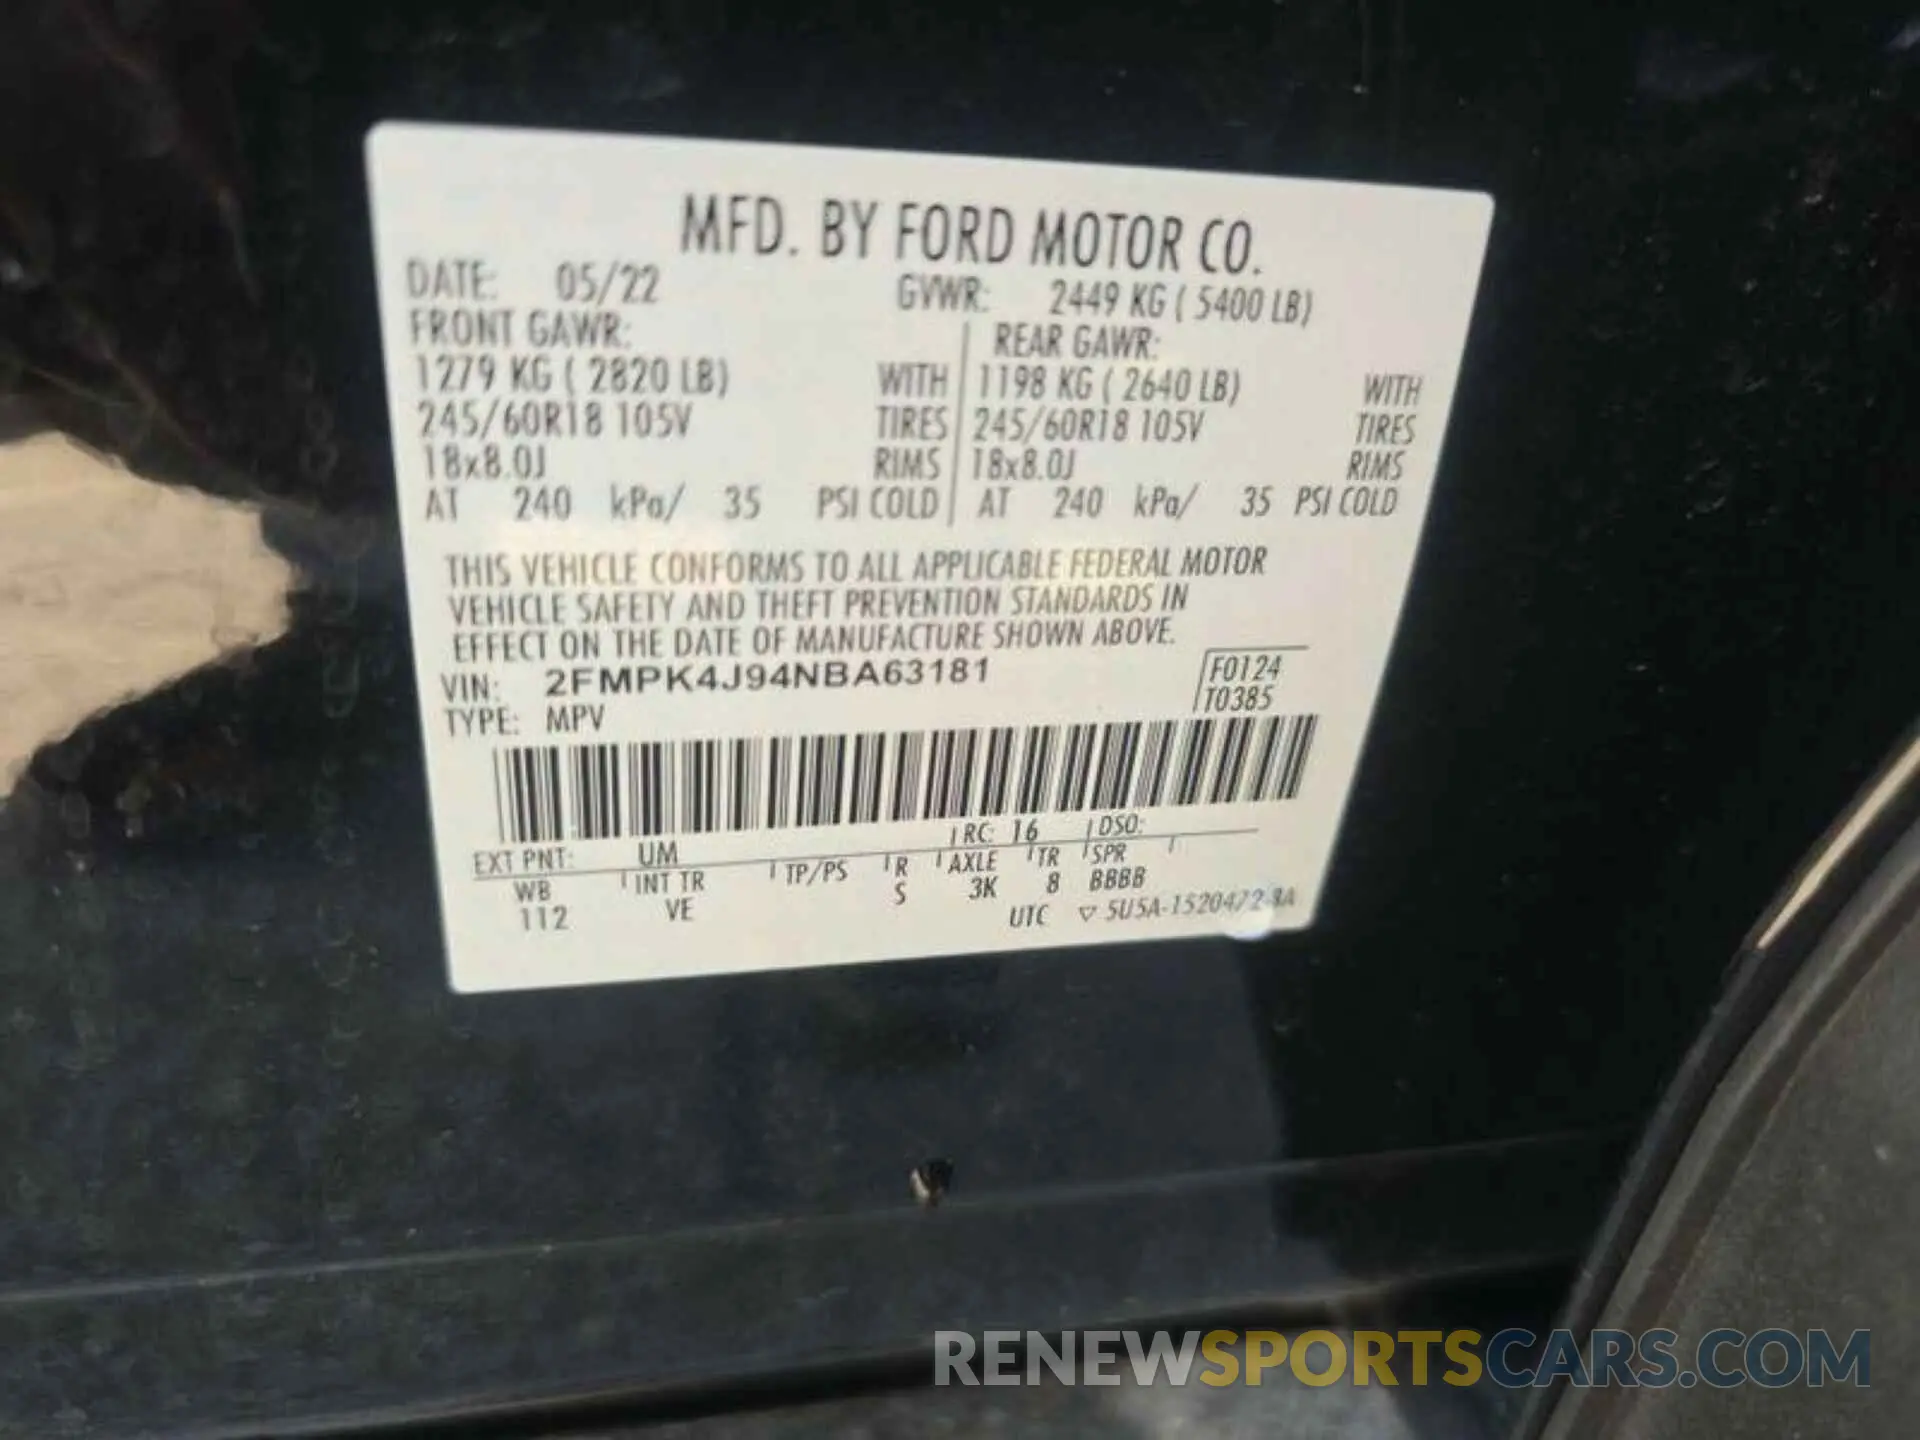 MFD. BY FORD MOTOR CO.
DATE: 05/22 GVWR: 2449 KG ( 5400 LB)
FRONT GAWR: REAR GAWR:
1279 KG ( 2820 LB) WITH 1198 KG ( 2640 LB) WITH
245/60R18 105V TIRES 245/60R18 105V TIRES
18x8.0J RIMS 18x8.0J RIMS
AT 240 kPa/ 35 PSI COLD AT 240 kPa/ 35 PSI COLD
THIS VEHICLE CONFORMS TO ALL APPLICABLE FEDERAL MOTOR
VEHICLE SAFETY AND THEFT PREVENTION STANDARDS IN
EFFECT ON THE DATE OF MANUFACTURE SHOWN ABOVE.
VIN: 2FMPK4J94NBA63181 F0124
TYPE: MPV T0385
EXT PNT: UM RC: 16 DSO:
WB INT TR TP/PS R AXLE TR SPR
112 VE S 3K 8 BBBB
UTC ▽ 5U5A-1520472-
RENEWSPORTSCARS.COM